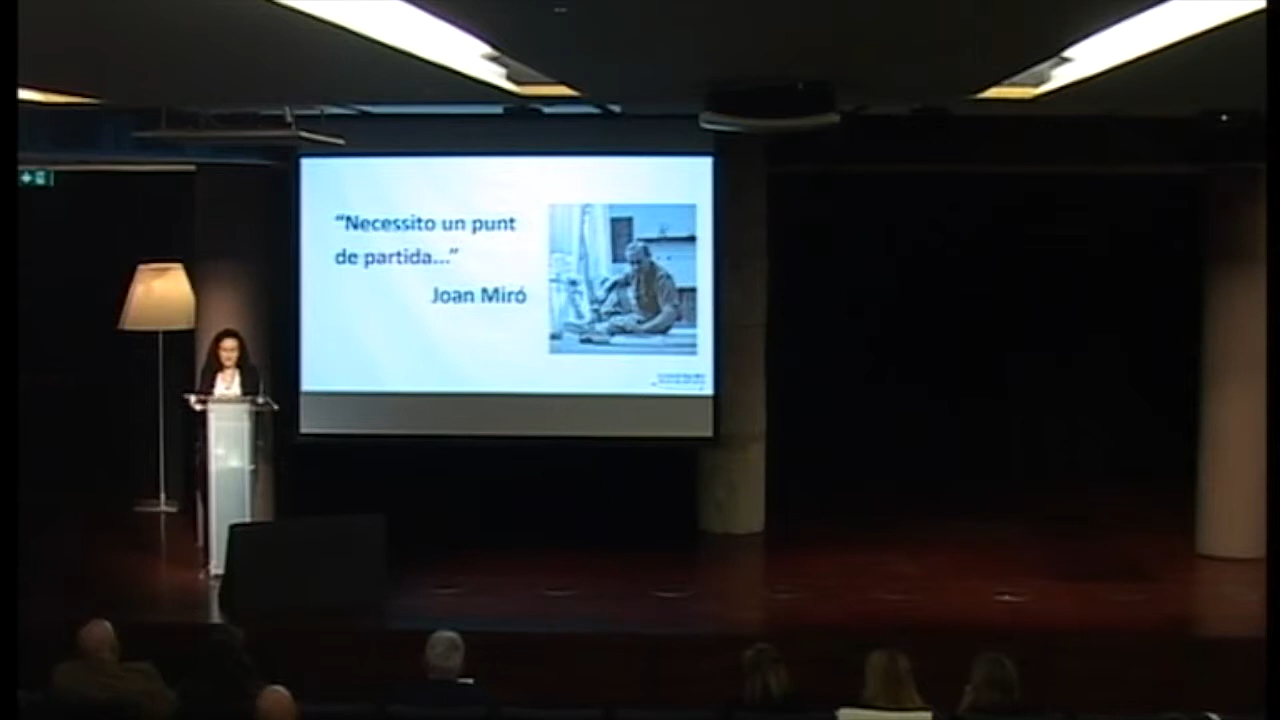 “Necessito un punt
de partida...”
Joan Miró